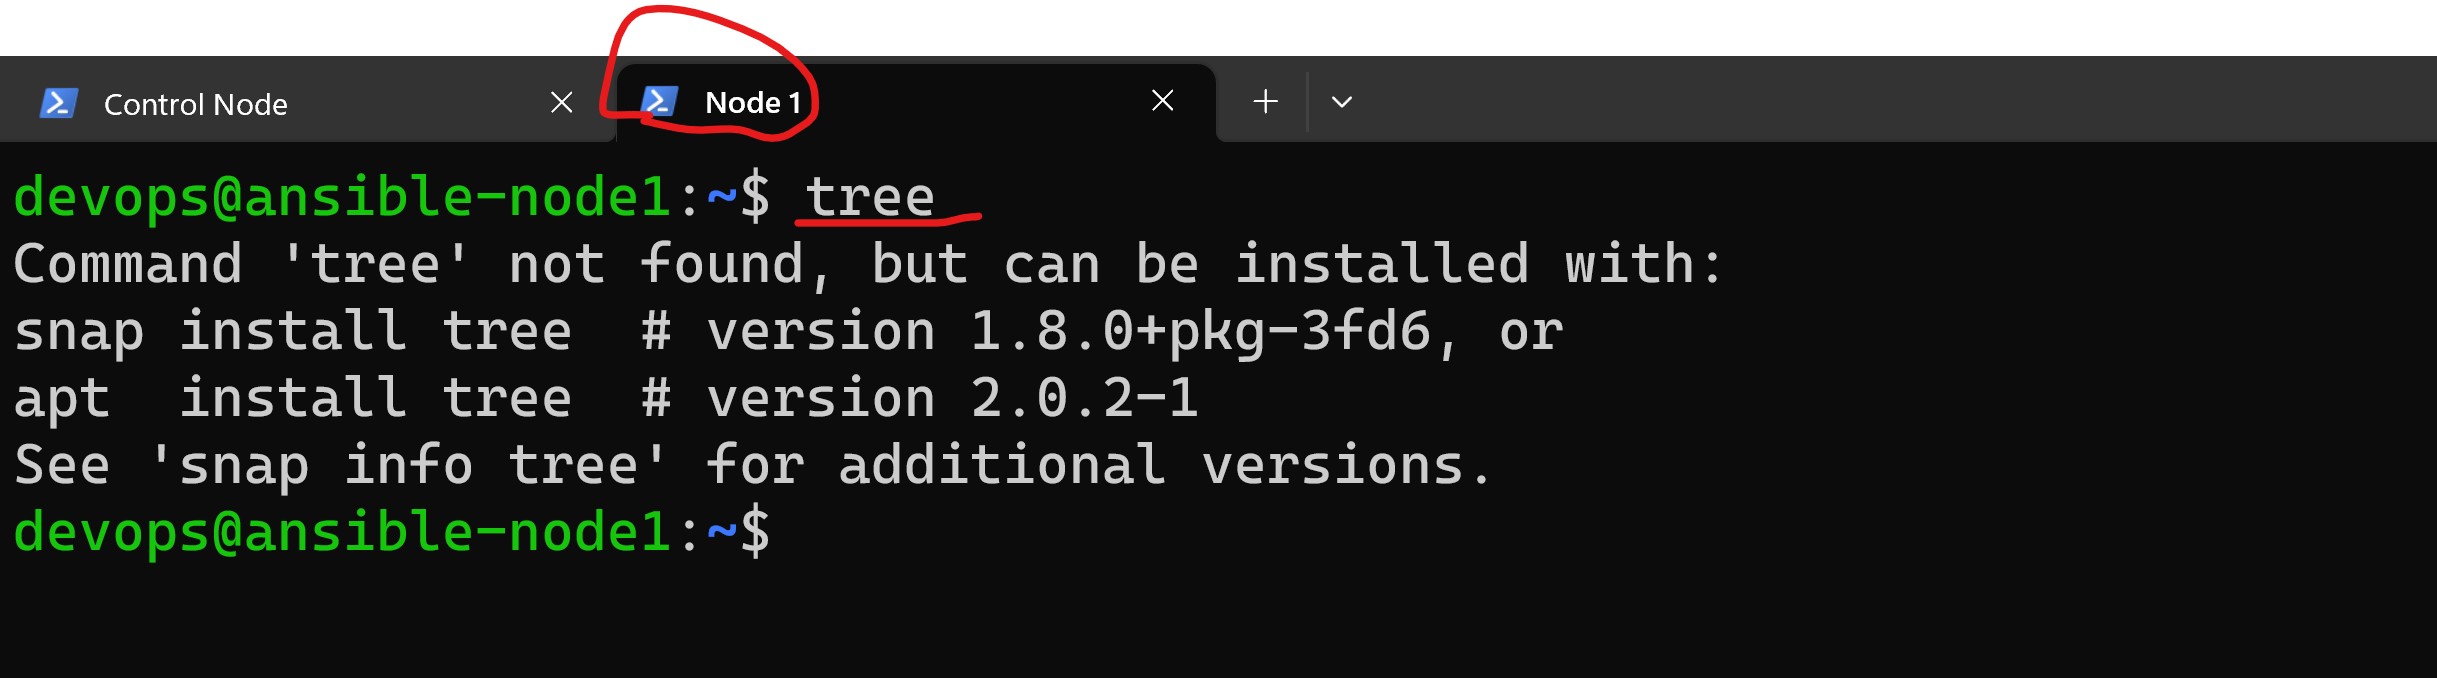 Control Node
Node 1
devops@ansible-node1:~$ tree
Command 'tree' not found, but can be installed with:
snap install tree  # version 1.8.0+pkg-3fd6, or
apt  install tree  # version 2.0.2-1
See 'snap info tree' for additional versions.
devops@ansible-node1:~$